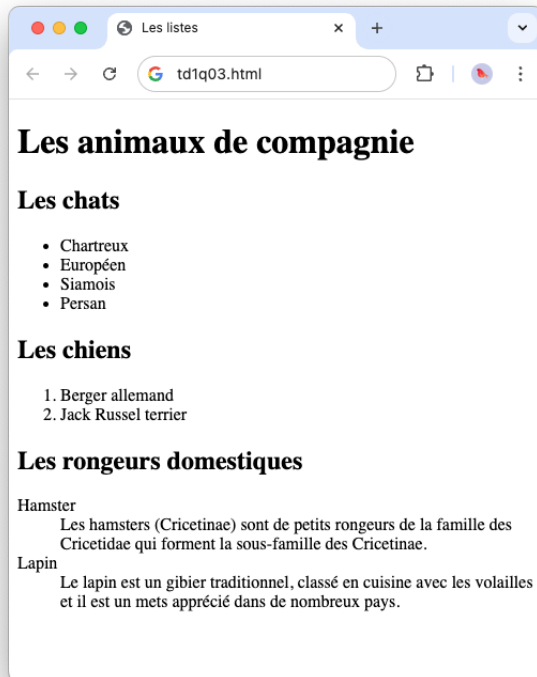 Les listes
td1q03.html
Les animaux de compagnie
Les chats
• Chartreux
• Européen
• Siamois
• Persan
Les chiens
1. Berger allemand
2. Jack Russel terrier
Les rongeurs domestiques
Hamster
Les hamsters (Cricetinae) sont de petits rongeurs de la famille des
Cricetidae qui forment la sous-famille des Cricetinae.
Lapin
Le lapin est un gibier traditionnel, classé en cuisine avec les volailles
et il est un mets apprécié dans de nombreux pays.